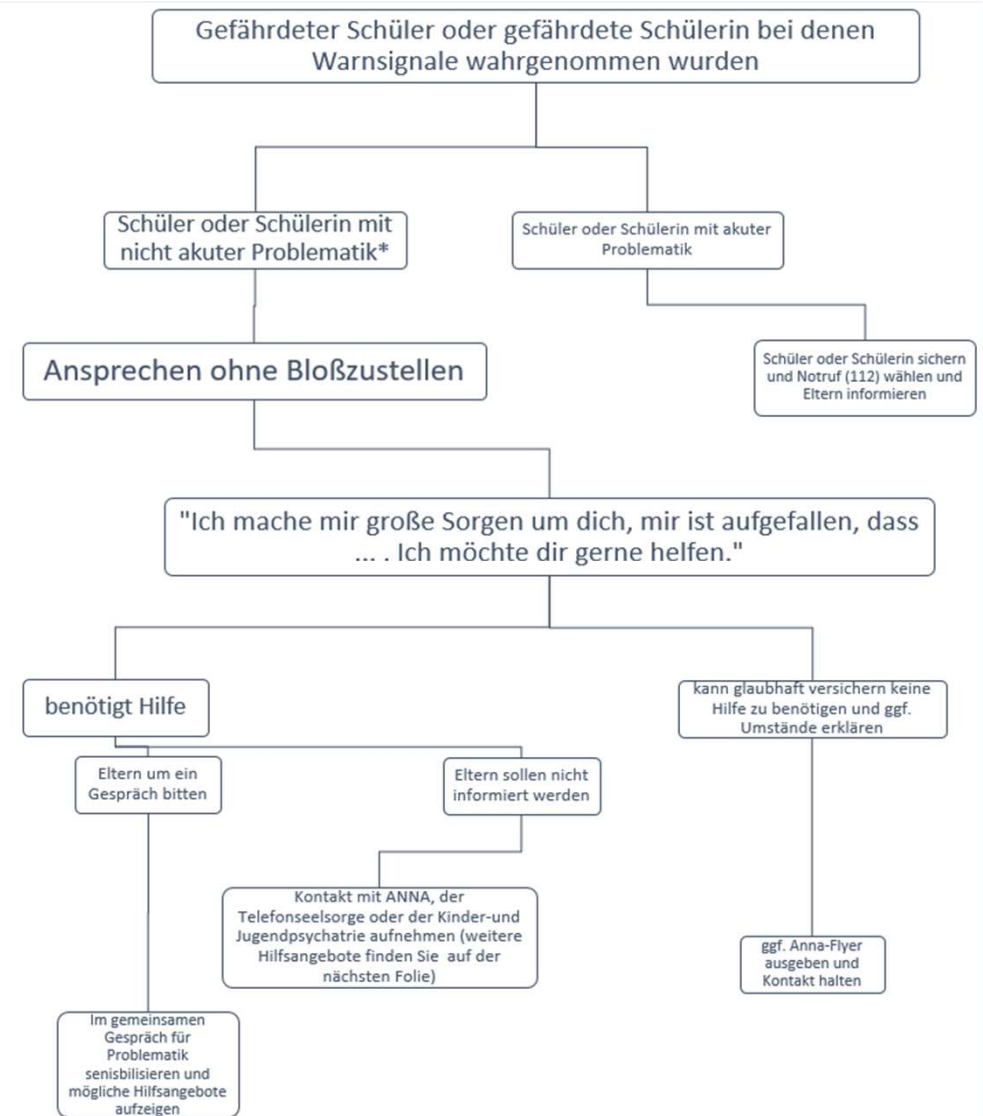 Gefährdeter Schüler oder gefährdete Schülerin bei denen
Warnsignale wahrgenommen wurden
Schüler oder Schülerin mit
nicht akuter Problematik*
Schüler oder Schülerin mit akuter
Problematik
Ansprechen ohne Bloßzustellen
Schüler oder Schülerin sichern
und Notruf (112) wählen und
Eltern informieren
"Ich mache mir große Sorgen um dich, mir ist aufgefallen, dass
... . Ich möchte dir gerne helfen."
benötigt Hilfe
kann glaubhaft versichern keine
Hilfe zu benötigen und ggf.
Umstände erklären
Eltern um ein
Gespräch bitten
Eltern sollen nicht
informiert werden
Kontakt mit ANNA, der
Telefonseelsorge oder der Kinder-und
Jugendpsychatrie aufnehmen (weitere
Hilfsangebote finden Sie auf der
nächsten Folie)
ggf. Anna-Flyer
ausgeben und
Kontakt halten
Im gemeinsamen
Gespräch für
Problematik
senisbilisieren und
mögliche Hilfsangebote
aufzeigen